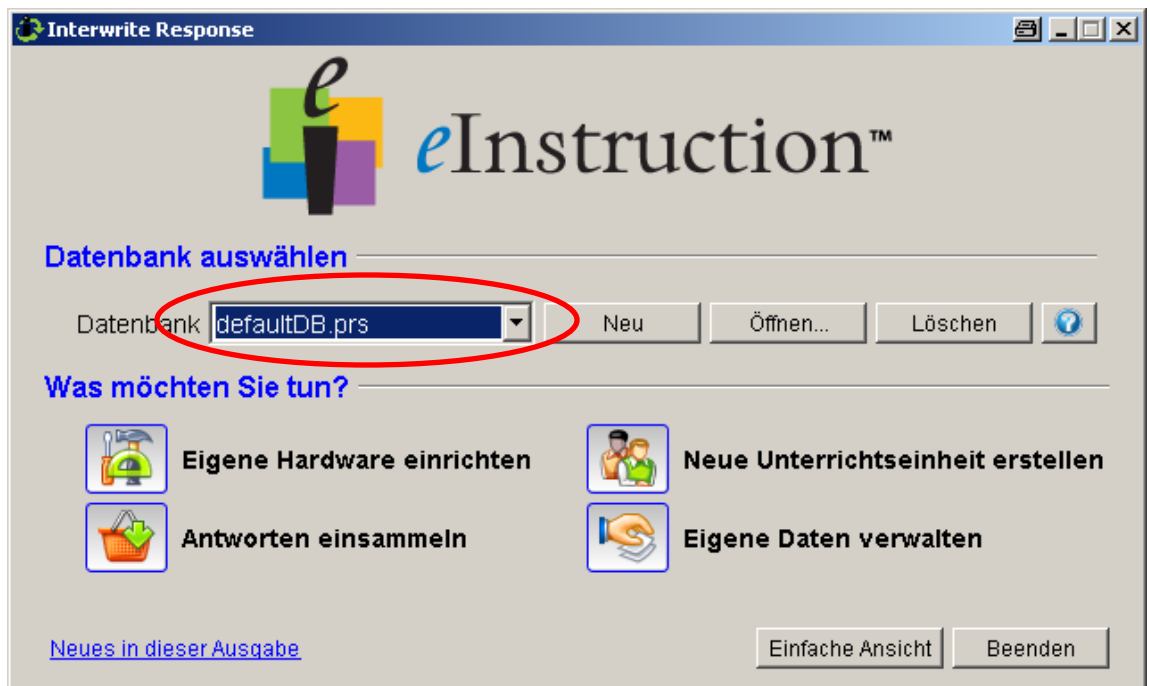 Interwrite Response
eInstruction™
Datenbank auswählen
Datenbank defaultDB.prs Neu Öffnen... Löschen
Was möchten Sie tun?
Eigene Hardware einrichten Neue Unterrichtseinheit erstellen
Antworten einsammeln Eigene Daten verwalten
Neues in dieser Ausgabe Einfache Ansicht Beenden